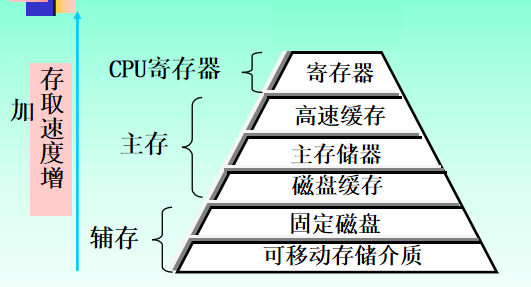 存取速度增
加
CPU寄存器
寄存器
主存
高速缓存
主存储器
磁盘缓存
辅存
固定磁盘
可移动存储介质